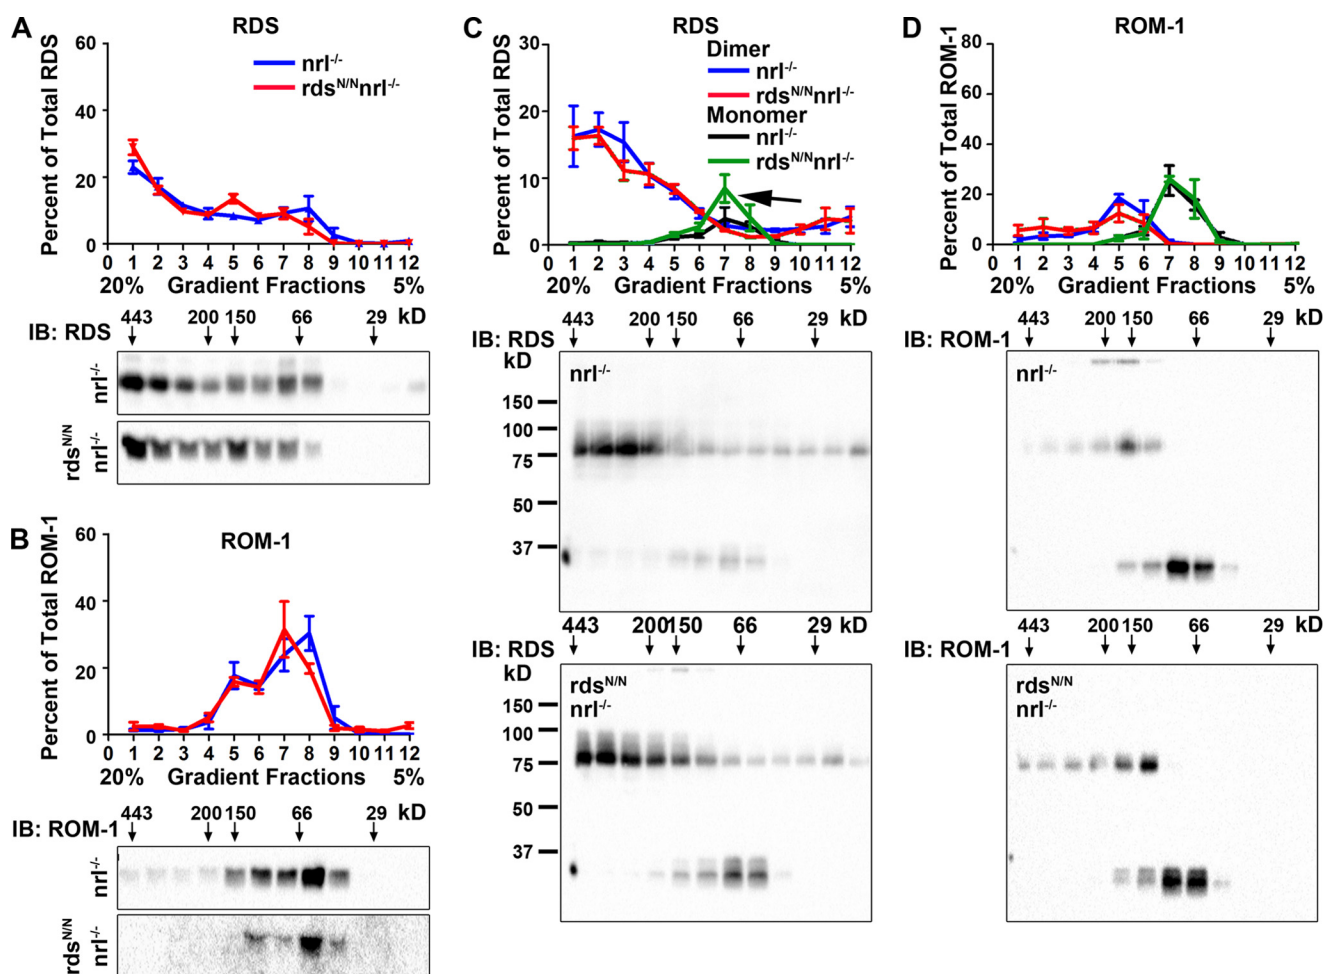 A
RDS
Percent of Total RDS
60
40
20
0
nrl-/-
rdsN/Nnrl-/-
0 1 2 3 4 5 6 7 8 9 10 11 12
20% Gradient Fractions 5%
443 200 150 66 29 kD
IB: RDS
nrl-/-
rdsN/N
nrl-/-
B
ROM-1
Percent of Total ROM-1
60
40
20
0
0 1 2 3 4 5 6 7 8 9 10 11 12
20% Gradient Fractions 5%
443 200 150 66 29 kD
IB: ROM-1
nrl-/-
rdsN/N
nrl-/-
C
RDS
Percent of Total RDS
30
20
10
0
Dimer
nrl-/-
rdsN/Nnrl-/-
Monomer
nrl-/-
rdsN/Nnrl-/-
0 1 2 3 4 5 6 7 8 9 10 11 12
20% Gradient Fractions 5%
443 200 150 66 29 kD
IB: RDS
kD
nrl-/-
150
100
75
50
37
443 200 150 66 29 kD
IB: RDS
kD
rdsN/N
nrl-/-
150
100
75
50
37
D
ROM-1
Percent of Total ROM-1
80
60
40
20
0
0 1 2 3 4 5 6 7 8 9 10 11 12
20% Gradient Fractions 5%
443 200 150 66 29 kD
IB: ROM-1
nrl-/-
443 200 150 66 29 kD
IB: ROM-1
rdsN/N
nrl-/-